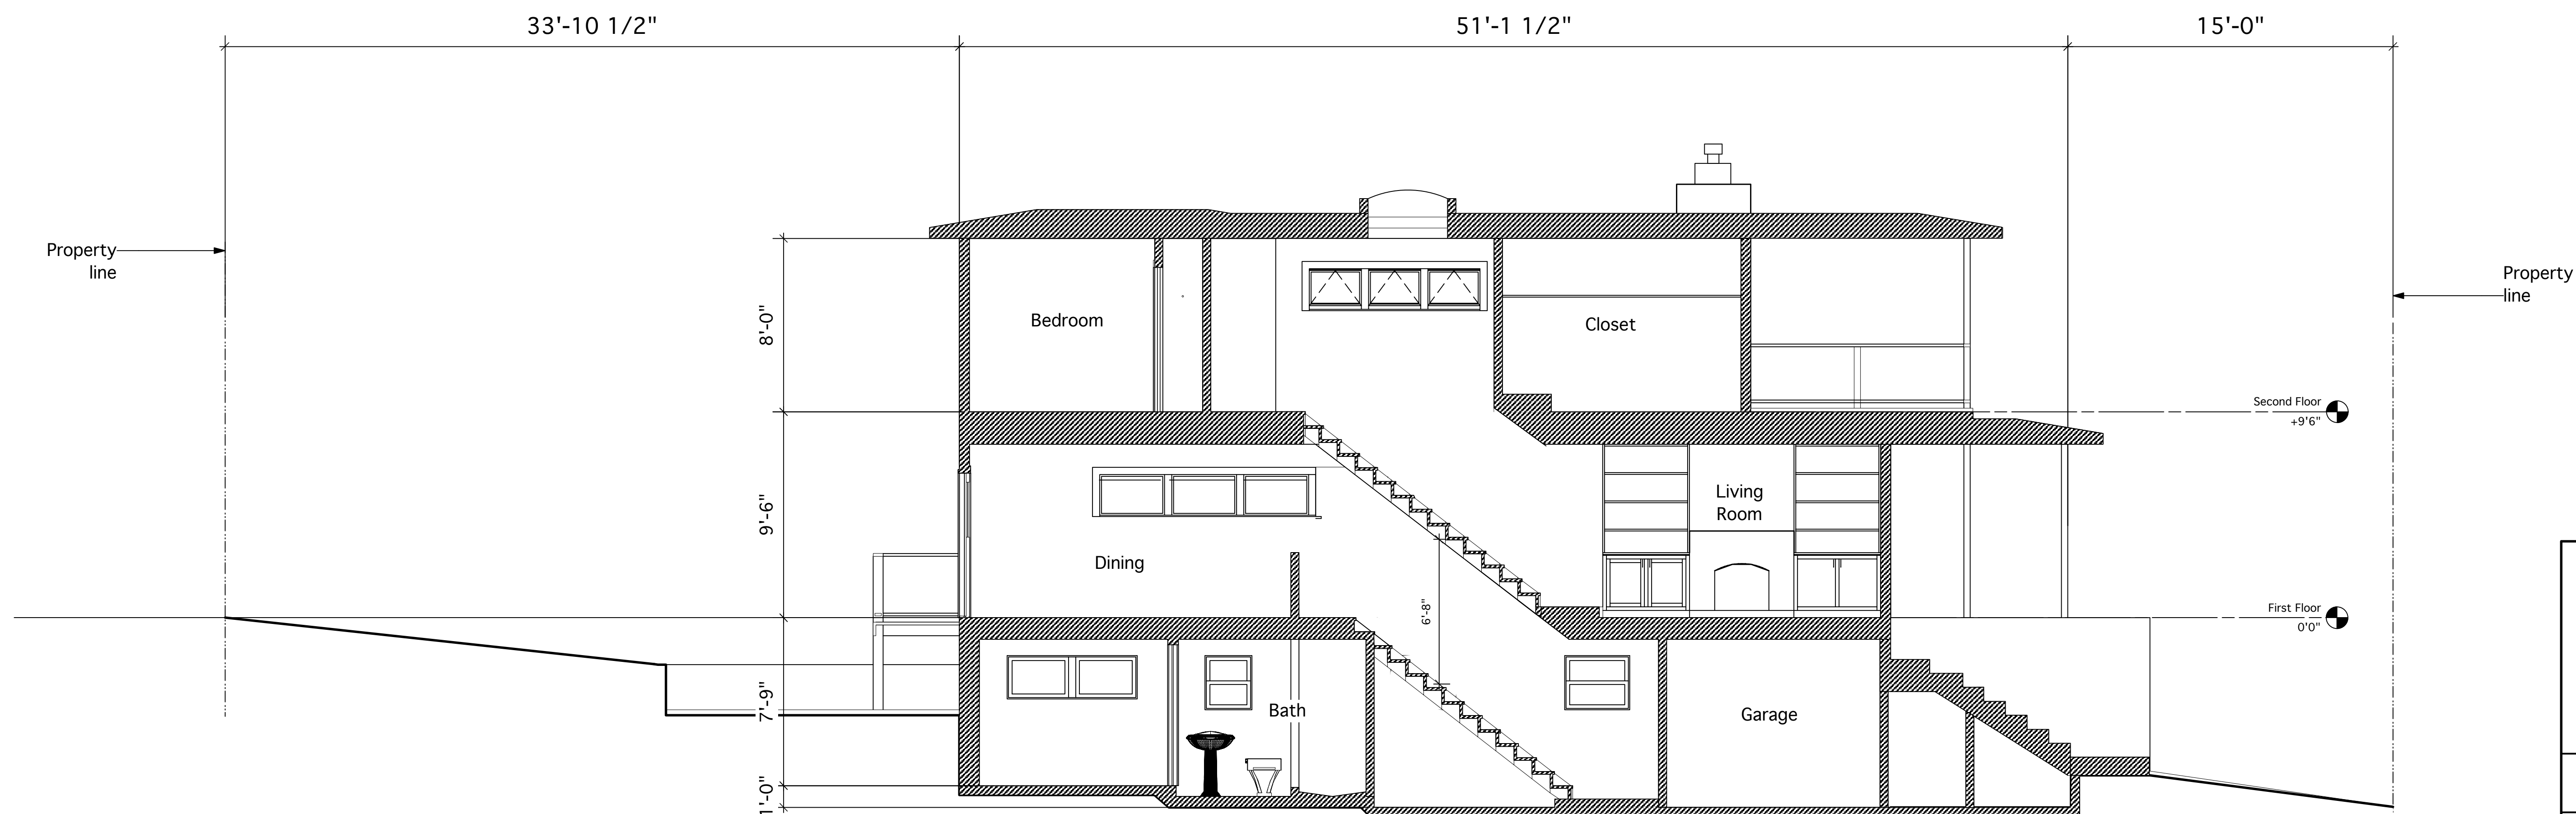 33'-10 1/2"
51'-1 1/2"
15'-0"
Property
line
Property
line
8'-0"
Bedroom
Closet
Second Floor
+9'6"
9'-6"
Living
Room
Dining
6'-8"
First Floor
0'0"
7'-9"
Bath
Garage
1'-0"